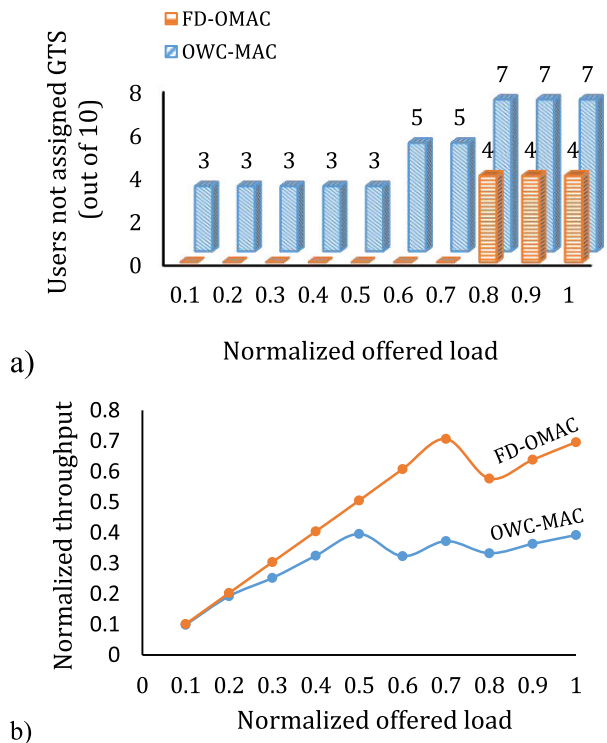 FD-OMAC
OWC-MAC
Users not assigned GTS
(out of 10)
8
6
4
2
0
3 3 3 3 3 5 5 7 7 7
4 4 4
0.1 0.2 0.3 0.4 0.5 0.6 0.7 0.8 0.9 1
Normalized offered load
a)
Normalized throughput
0.8
0.7
0.6
0.5
0.4
0.3
0.2
0.1
0
FD-OMAC
OWC-MAC
0 0.1 0.2 0.3 0.4 0.5 0.6 0.7 0.8 0.9 1
Normalized offered load
b)